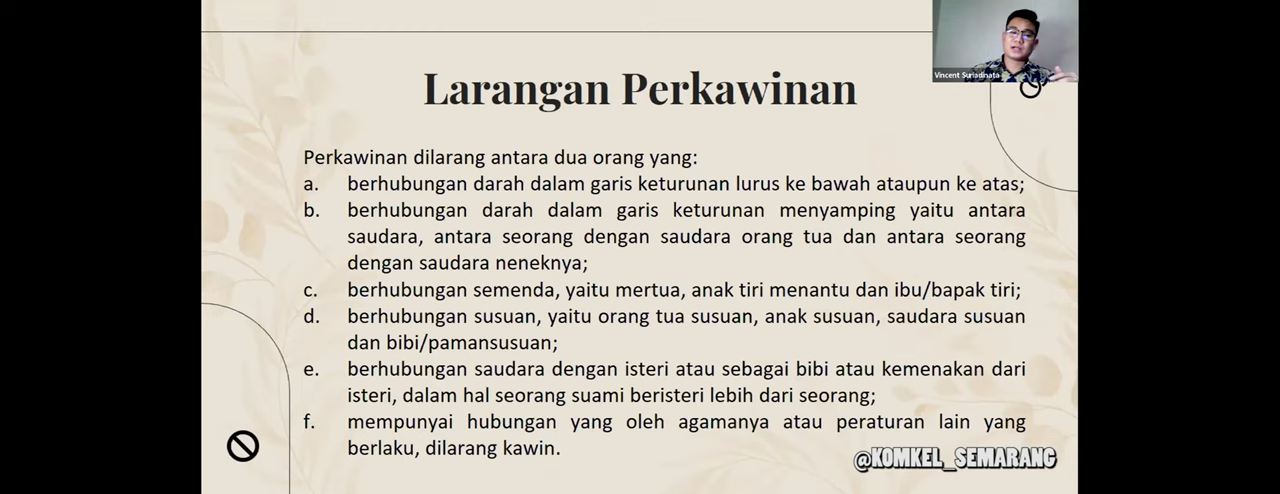 Vincent Suriadinata
Larangan Perkawinan
Perkawinan dilarang antara dua orang yang:
a. berhubungan darah dalam garis keturunan lurus ke bawah ataupun ke atas;
b. berhubungan darah dalam garis keturunan menyamping yaitu antara
saudara, antara seorang dengan saudara orang tua dan antara seorang
dengan saudara neneknya;
c. berhubungan semenda, yaitu mertua, anak tiri menantu dan ibu/bapak tiri;
d. berhubungan susuan, yaitu orang tua susuan, anak susuan, saudara susuan
dan bibi/pamansusuan;
e. berhubungan saudara dengan isteri atau sebagai bibi atau kemenakan dari
isteri, dalam hal seorang suami beristeri lebih dari seorang;
f. mempunyai hubungan yang oleh agamanya atau peraturan lain yang
berlaku, dilarang kawin.
@KOMKEL_SEMARANG